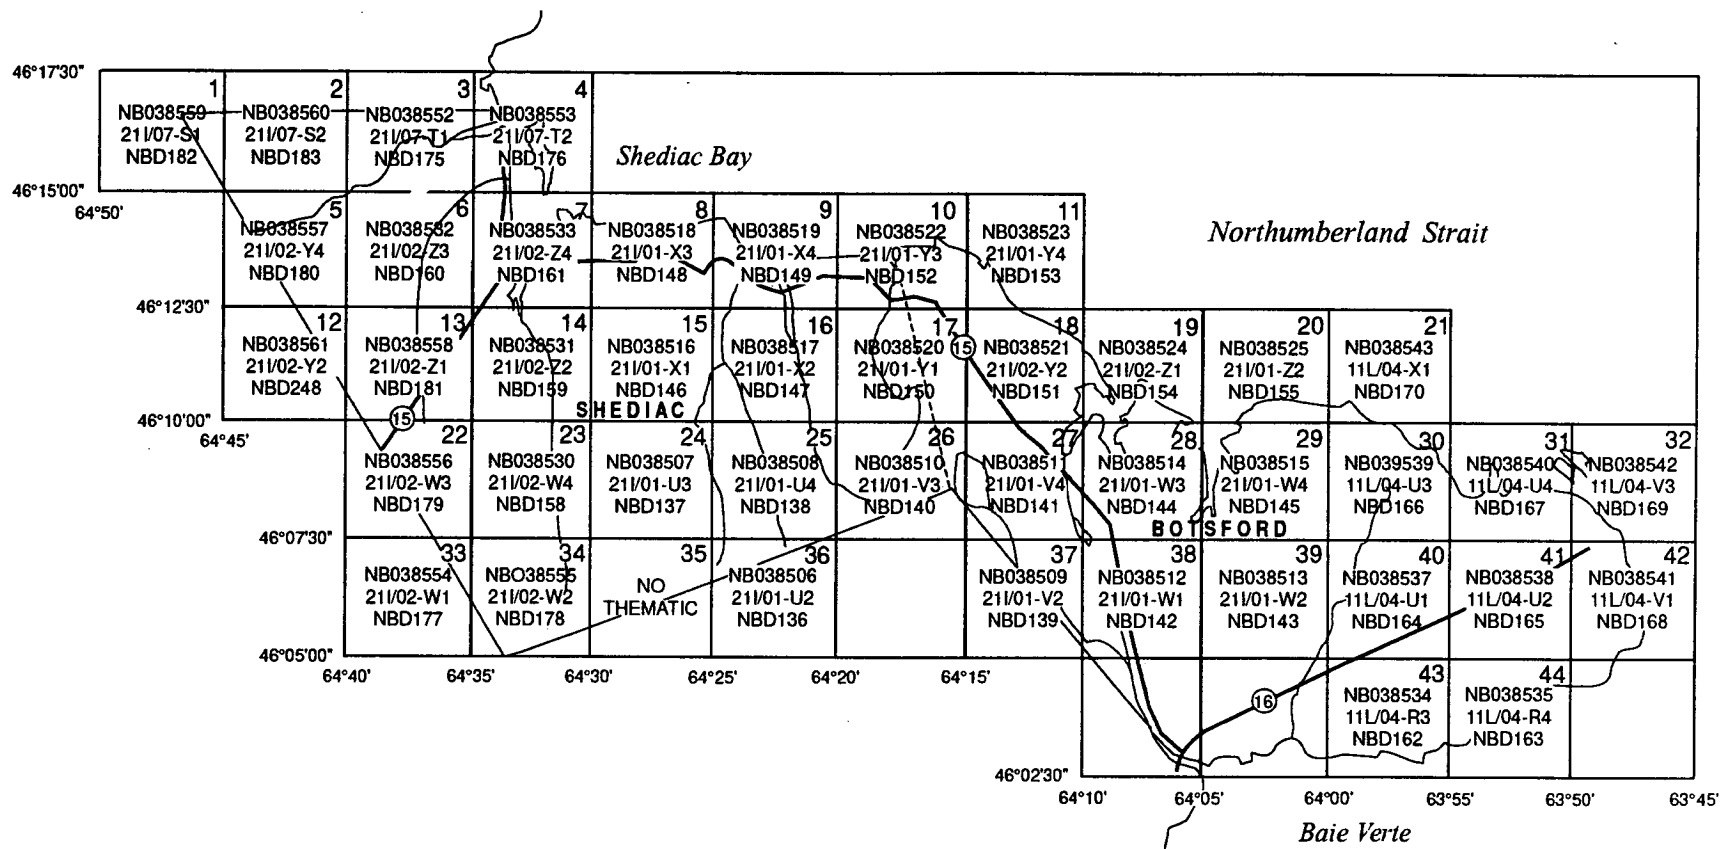 46°17'30"
1
2
3
4
NB038559
21I/07-S1
NBD182
NB038560
21I/07-S2
NBD183
NB038552
21I/07-T1
NBD175
NB038553
21I/07-T2
NBD176
Shediac Bay
46°15'00"
64°50'
5
6
7
8
9
10
11
NB038557
21I/02-Y4
NBD180
NB038532
21I/02-Z3
NBD160
NB038533
21I/02-Z4
NBD161
NB038518
21I/01-X3
NBD148
NB038519
21I/01-X4
NBD149
NB038522
21I/01-Y3
NBD152
NB038523
21I/01-Y4
NBD153
Northumberland Strait
46°12'30"
12
13
14
15
16
17
18
19
20
21
NB038561
21I/02-Y2
NBD248
NB038558
21I/02-Z1
NBD181
NB038531
21I/02-Z2
NBD159
NB038516
21I/01-X1
NBD146
NB038517
21I/01-X2
NBD147
NB038520
21I/01-Y1
NBD150
15
NB038521
21I/02-Y2
NBD151
NB038524
21I/02-Z1
NBD154
NB038525
21I/01-Z2
NBD155
NB038543
11L/04-X1
NBD170
46°10'00"
15
SHEDIAC
64°45'
22
23
24
25
26
27
28
29
30
31
32
NB038556
21I/02-W3
NBD179
NB038530
21I/02-W4
NBD158
NB038507
21I/01-U3
NBD137
NB038508
21I/01-U4
NBD138
NB038510
21I/01-V3
NBD140
NB038511
21I/01-V4
NBD141
NB038514
21I/01-W3
NBD144
NB038515
21I/01-W4
NBD145
NB039539
11L/04-U3
NBD166
NB038540
11L/04-U4
NBD167
NB038542
11L/04-V3
NBD169
BOTSFORD
46°07'30"
33
34
35
36
37
38
39
40
41
42
NB038554
21I/02-W1
NBD177
NBO38555
21I/02-W2
NBD178
NO
THEMATIC
NB038506
21I/01-U2
NBD136
NB038509
21I/01-V2
NBD139
NB038512
21I/01-W1
NBD142
NB038513
21I/01-W2
NBD143
NB038537
11L/04-U1
NBD164
NB038538
11L/04-U2
NBD165
NB038541
11L/04-V1
NBD168
46°05'00"
64°40'
64°35'
64°30'
64°25'
64°20'
64°15'
43
44
16
NB038534
11L/04-R3
NBD162
NB038535
11L/04-R4
NBD163
46°02'30"
64°10'
64°05'
64°00'
63°55'
63°50'
63°45'
Baie Verte